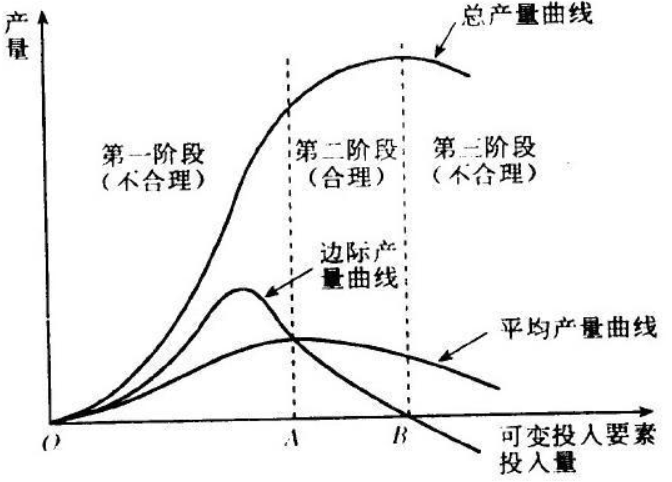 产
量
总产量曲线
第一阶段
（不合理）
第二阶段
（合理）
第三阶段
（不合理）
边际产
量曲线
平均产量曲线
O
A
B
可变投入要素
投入量